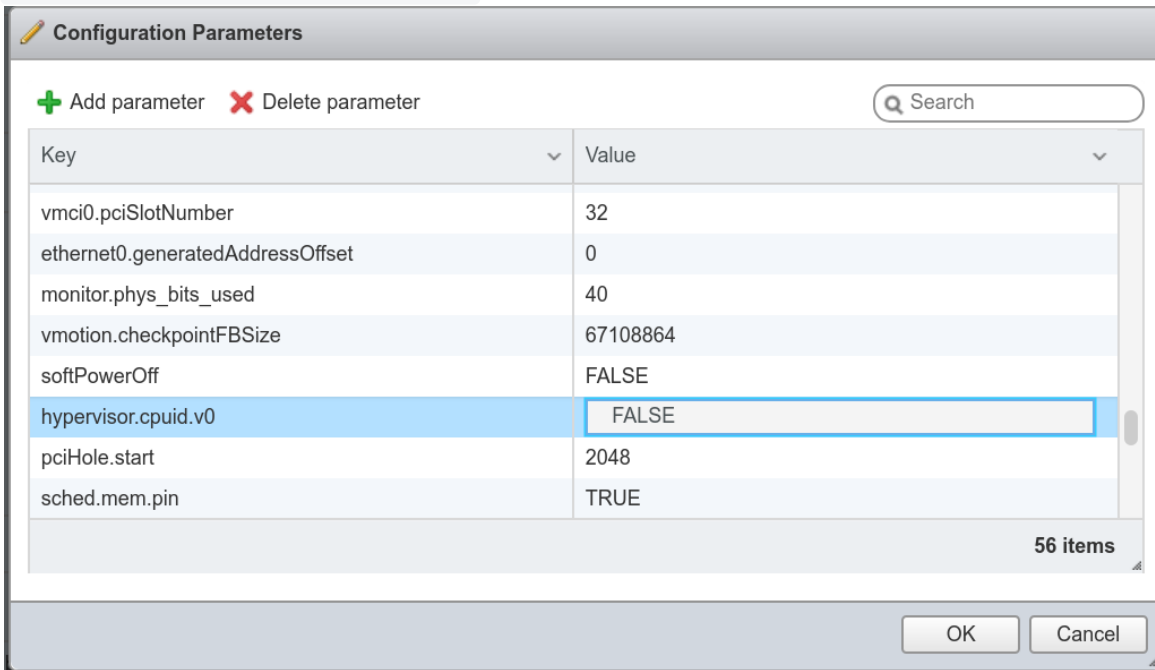 Configuration Parameters
Add parameter Delete parameter Search
Key Value
vmci0.pciSlotNumber 32
ethernet0.generatedAddressOffset 0
monitor.phys_bits_used 40
vmotion.checkpointFBSize 67108864
softPowerOff FALSE
hypervisor.cpuid.v0 FALSE
pciHole.start 2048
sched.mem.pin TRUE
56 items
OK Cancel